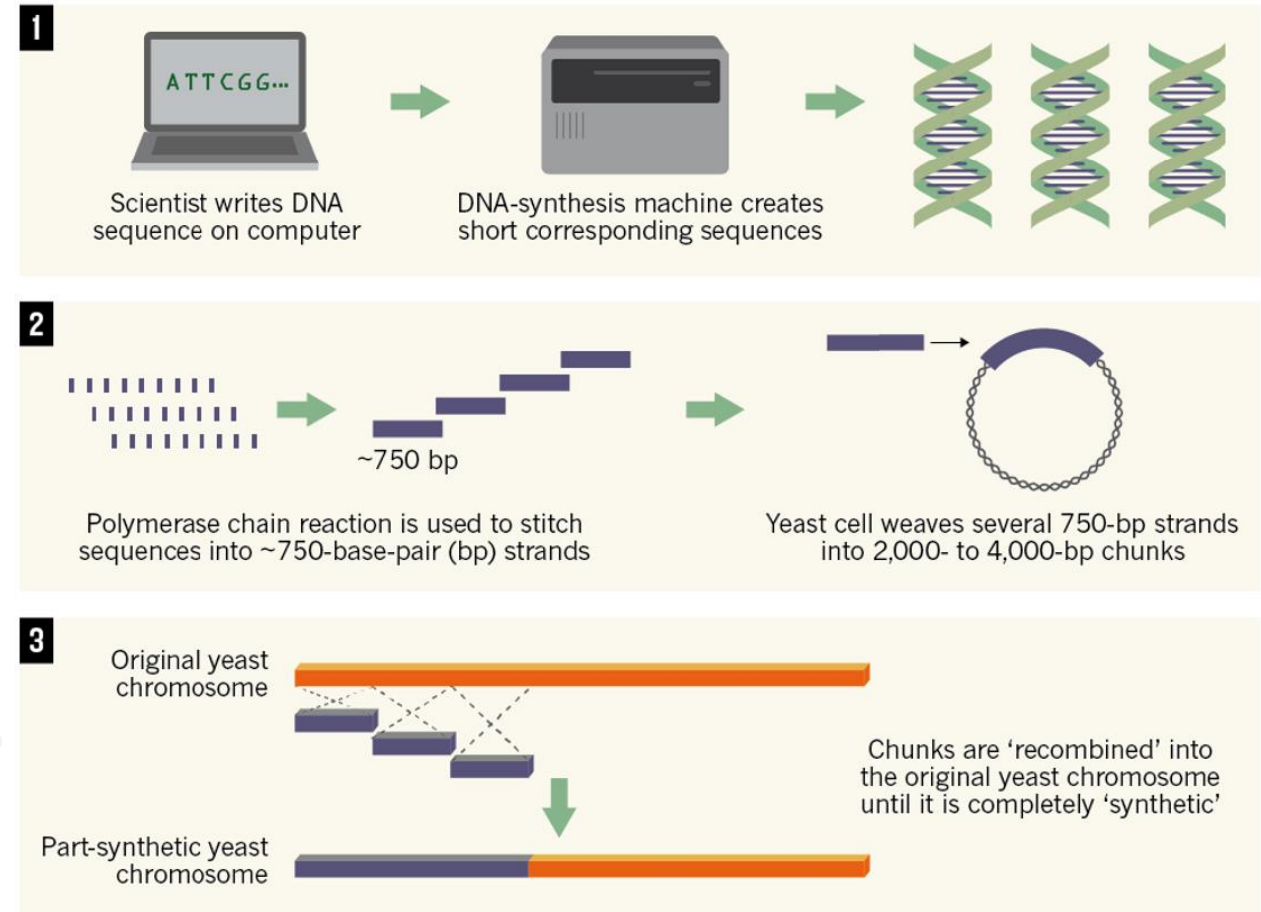 1
ATTCGG...
Scientist writes DNA
sequence on computer
DNA-synthesis machine creates
short corresponding sequences
2
~750 bp
Polymerase chain reaction is used to stitch
sequences into ~750-base-pair (bp) strands
Yeast cell weaves several 750-bp strands
into 2,000- to 4,000-bp chunks
3
Original yeast
chromosome
Chunks are ‘recombined’ into
the original yeast chromosome
until it is completely ‘synthetic’
Part-synthetic yeast
chromosome